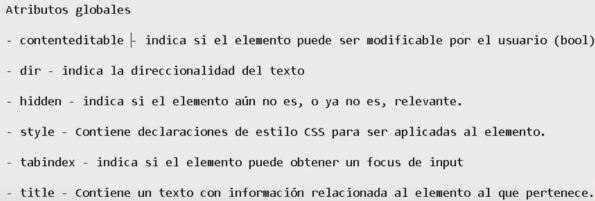 Atributos globales
- contenteditable - indica si el elemento puede ser modificable por el usuario (bool)
- dir - indica la direccionalidad del texto
- hidden - indica si el elemento aún no es, o ya no es, relevante.
- style - Contiene declaraciones de estilo CSS para ser aplicadas al elemento.
- tabindex - indica si el elemento puede obtener un focus de input
- title - Contiene un texto con información relacionada al elemento al que pertenece.